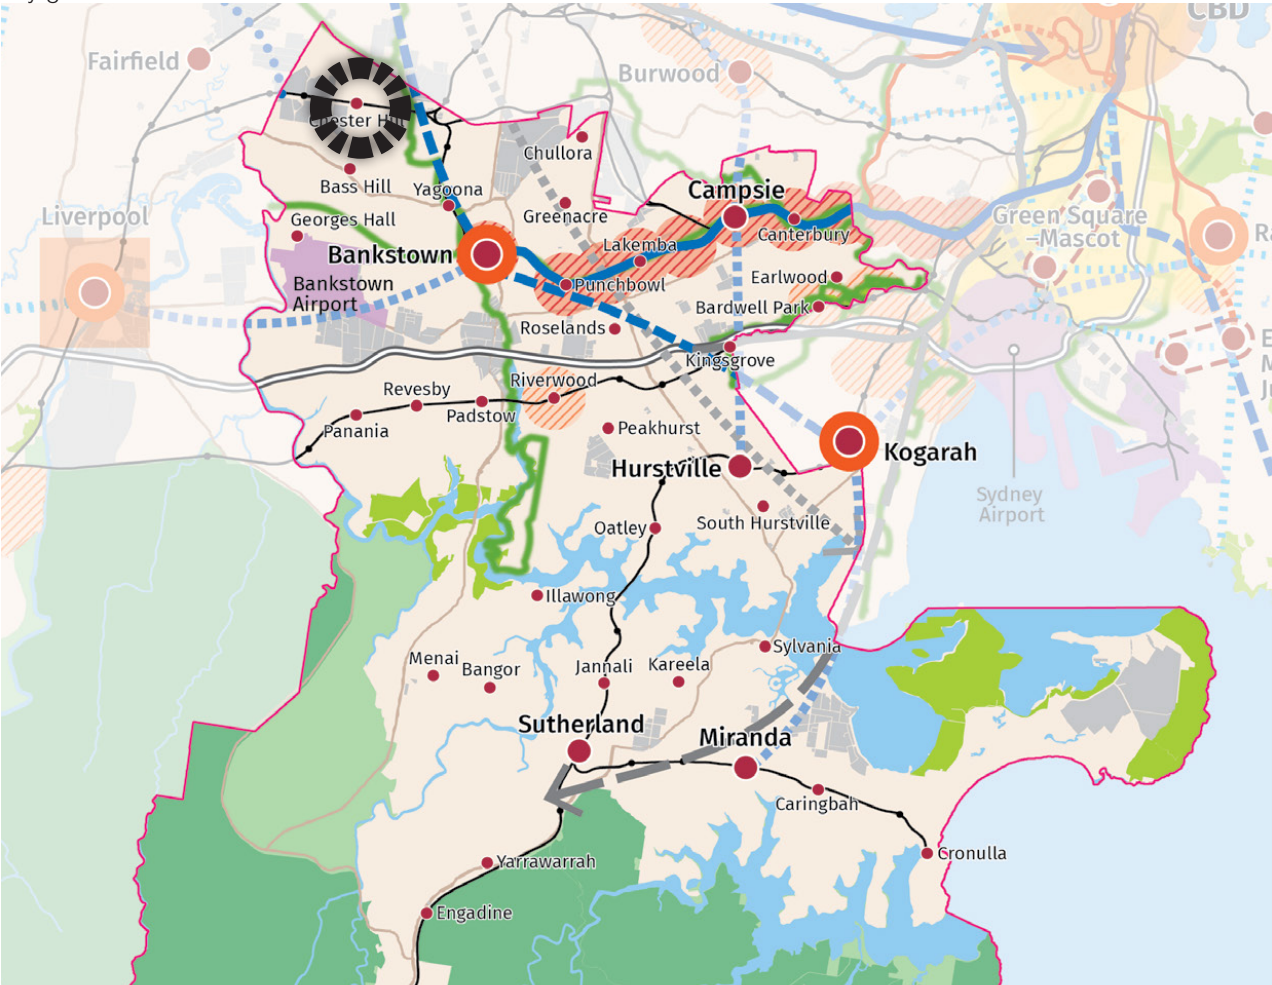 CBD
Fairfield
Burwood
Chester Hill
Chullora
Bass Hill
Yagoona
Campsie
Greenacre
Liverpool
Georges Hall
Green Square
–Mascot
Canterbury
Lakemba
Bankstown
Bankstown
Airport
Punchbowl
Earlwood
Bardwell Park
Roselands
Kingsgrove
Riverwood
Revesby
Padstow
Panania
Peakhurst
Kogarah
Hurstville
Sydney
Airport
South Hurstville
Oatley
Illawong
Sylvania
Menai
Bangor
Jannali
Kareela
Sutherland
Miranda
Caringbah
Cronulla
Yarrawarrah
Engadine